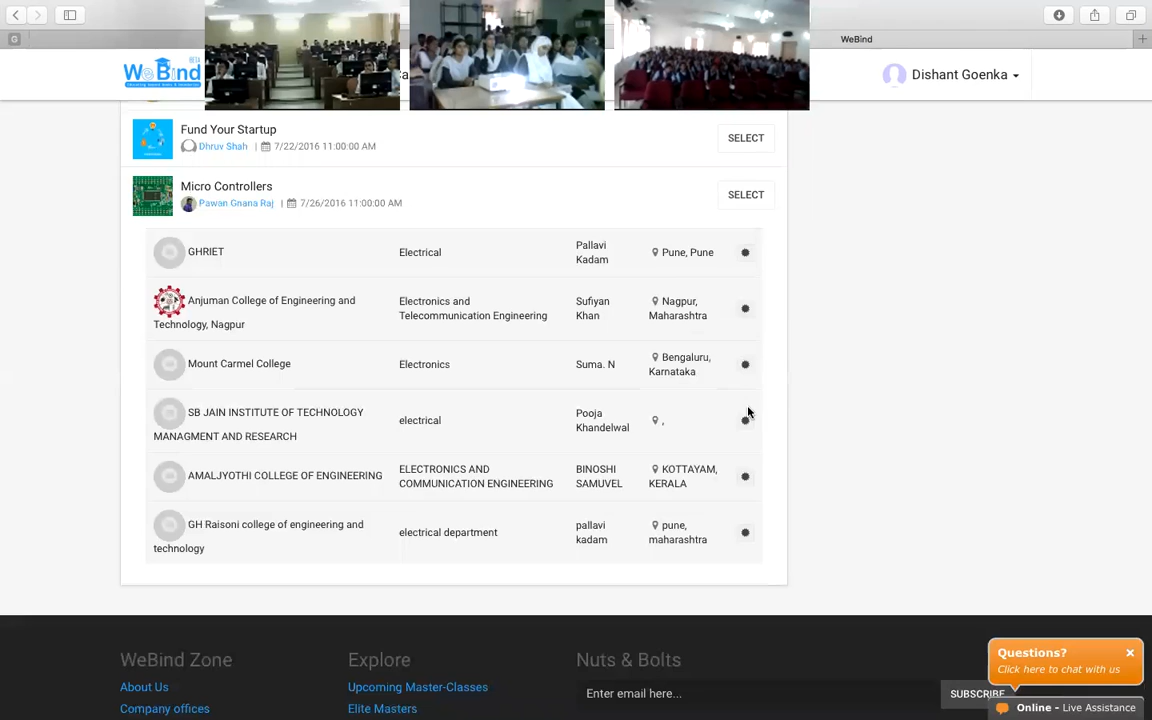 G
WeBind
WeBind BETA
Dishant Goenka
Fund Your Startup
Dhruv Shah | 7/22/2016 11:00:00 AM
SELECT
Micro Controllers
Pawan Gnana Raj | 7/26/2016 11:00:00 AM
SELECT
GHRIET
Electrical
Pallavi
Kadam
Pune, Pune
Anjuman College of Engineering and
Technology, Nagpur
Electronics and
Telecommunication Engineering
Sufiyan
Khan
Nagpur,
Maharashtra
Mount Carmel College
Electronics
Suma. N
Bengaluru,
Karnataka
SB JAIN INSTITUTE OF TECHNOLOGY
MANAGMENT AND RESEARCH
electrical
Pooja
Khandelwal
,
AMALJYOTHI COLLEGE OF ENGINEERING
ELECTRONICS AND
COMMUNICATION ENGINEERING
BINOSHI
SAMUVEL
KOTTAYAM,
KERALA
GH Raisoni college of engineering and
technology
electrical department
pallavi
kadam
pune,
maharashtra
WeBind Zone
About Us
Company offices
Explore
Upcoming Master-Classes
Elite Masters
Nuts & Bolts
Enter email here...
SUBSCRIBE
Questions?
Click here to chat with us
Online - Live Assistance